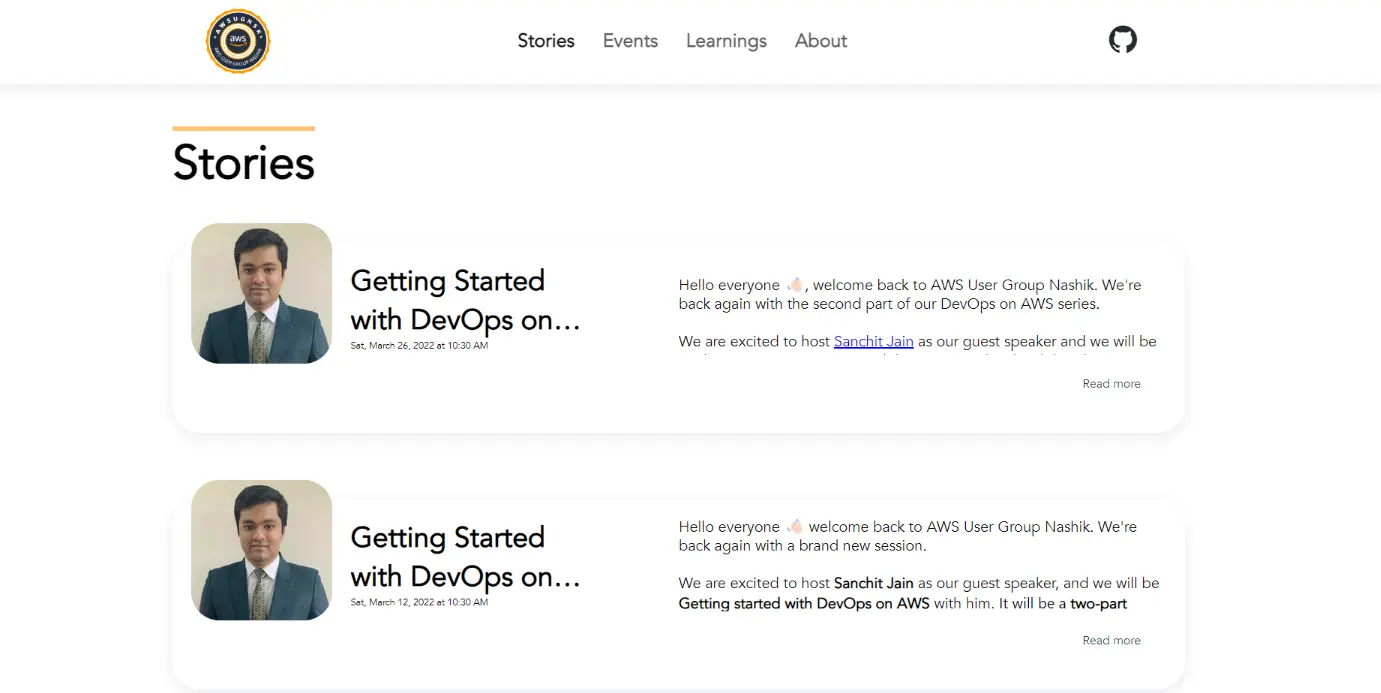 AWSUGNSK
aws
AWS USER GROUP NASHIK
Stories Events Learnings About
Stories
Getting Started
with DevOps on...
Sat, March 26, 2022 at 10:30 AM
Hello everyone 👋🏻, welcome back to AWS User Group Nashik. We're
back again with the second part of our DevOps on AWS series.
We are excited to host Sanchit Jain as our guest speaker and we will be
Read more
Getting Started
with DevOps on...
Sat, March 12, 2022 at 10:30 AM
Hello everyone 👋🏻 welcome back to AWS User Group Nashik. We're
back again with a brand new session.
We are excited to host Sanchit Jain as our guest speaker, and we will be
Getting started with DevOps on AWS with him. It will be a two-part
Read more